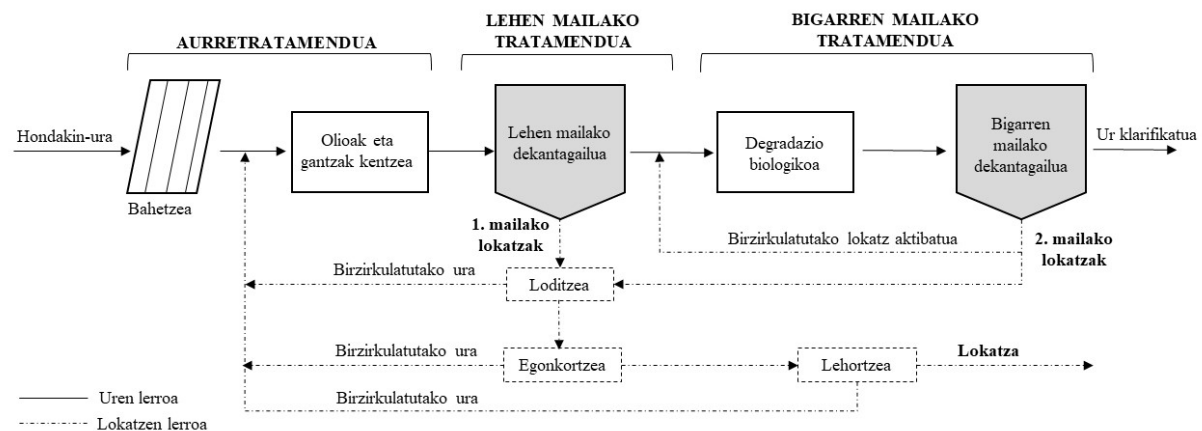 LEHEN MAILAKO
TRATAMENDUA
BIGARREN MAILAKO
TRATAMENDUA
AURRETRATAMENDUA
Hondakin-ura
Bahetzea
Olioak eta
gantzak kentzea
Lehen mailako
dekantagailua
Degradazio
biologikoa
Bigarren
mailako
dekantagailua
Ur klarifikatua
1. mailako
lokatzak
Birzirkulatutako lokatz aktibatua
2. mailako
lokatzak
Birzirkulatutako ura
Loditzea
Birzirkulatutako ura
Egonkortzea
Lehortzea
Lokatza
Birzirkulatutako ura
Uren lerroa
Lokatzen lerroa